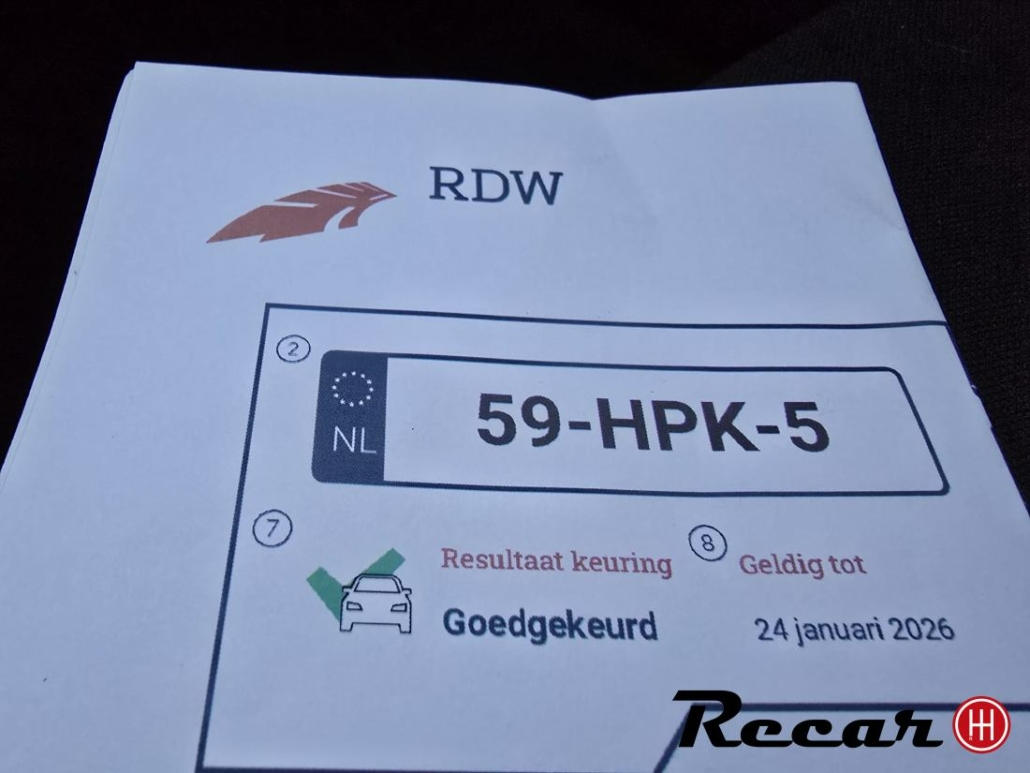 RDW
2
NL
59-HPK-5
7
Resultaat keuring
Goedgekeurd
8
Geldig tot
24 januari 2026
Recar